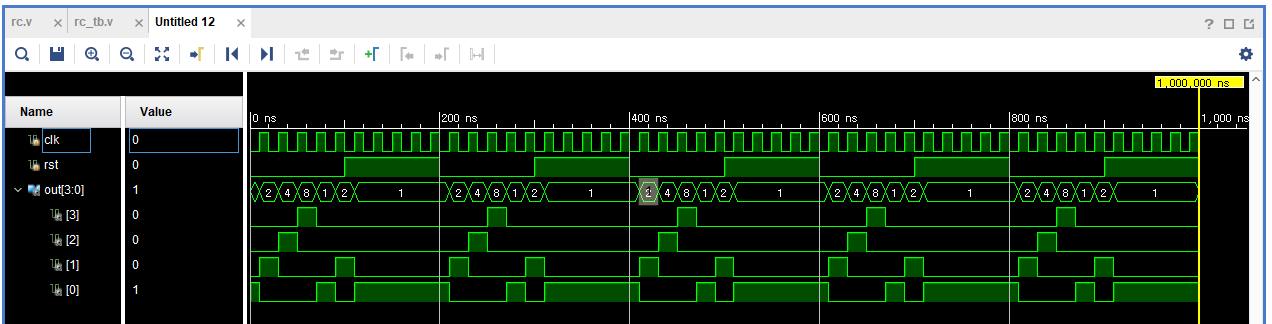 rc.v × rc_tb.v × Untitled 12 ×
?
1,000,000 ns
Name Value
0 ns 200 ns 400 ns 600 ns 800 ns 1,000 ns
clk 0
rst 0
out[3:0] 1 2 4 8 1 2 1 2 4 8 1 2 1 2 4 8 1 2 1 2 4 8 1 2 1 2 4 8 1 2 1
[3] 0
[2] 0
[1] 0
[0] 1